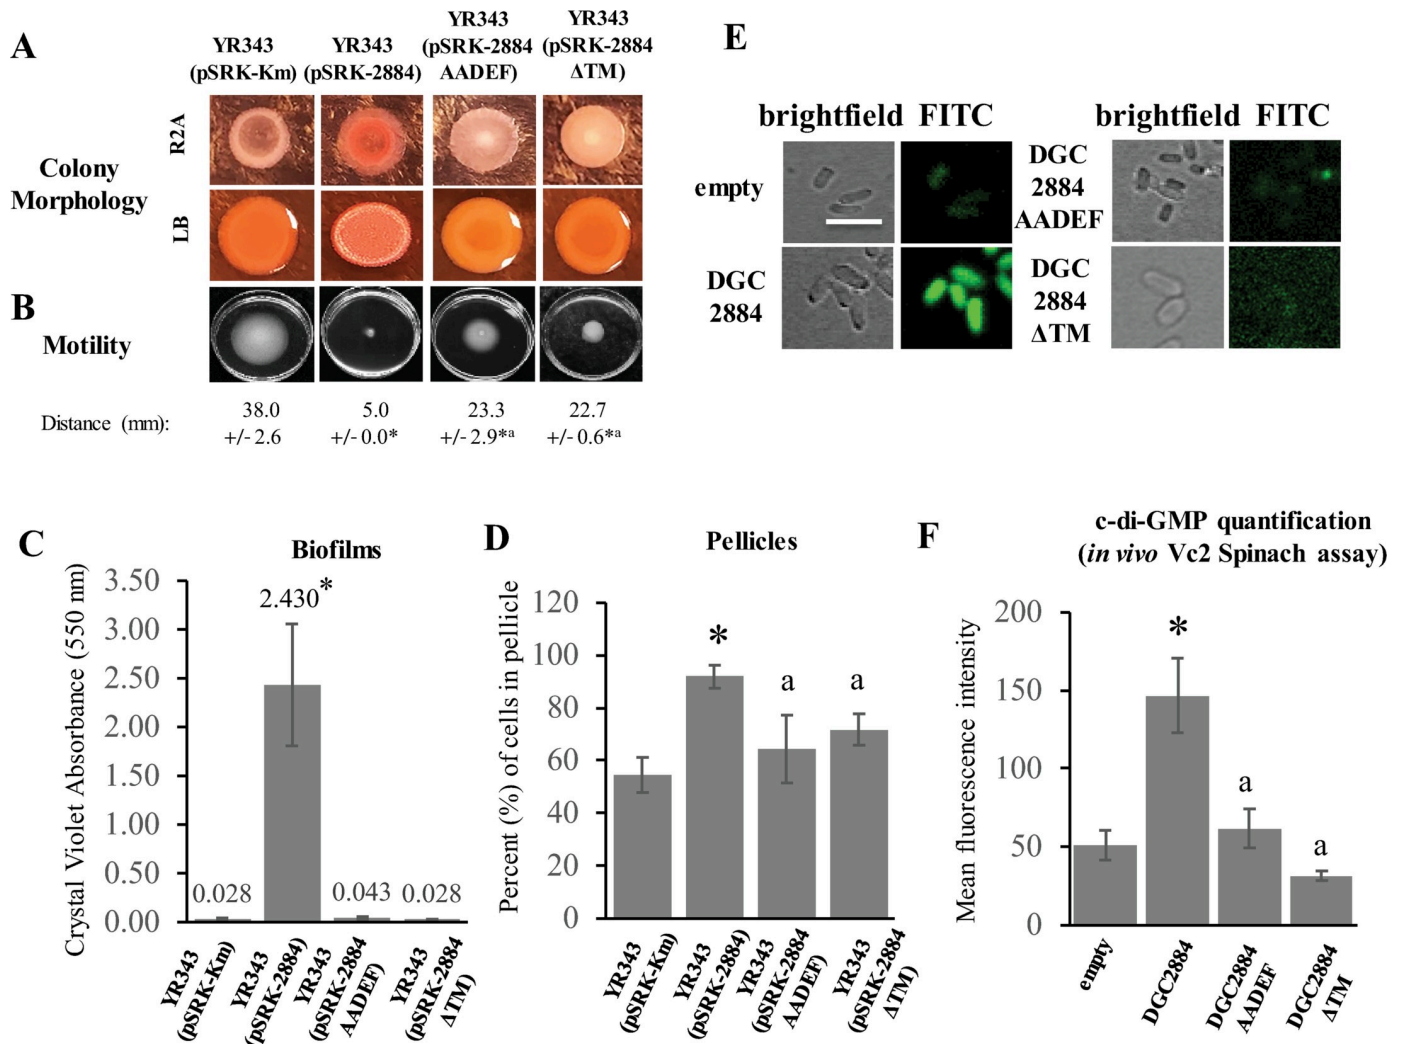 A
YR343
(pSRK-Km)
YR343
(pSRK-2884)
YR343
(pSRK-2884
AADEF)
YR343
(pSRK-2884
ΔTM)
Colony
Morphology
R2A
LB
B
Motility
Distance (mm):
38.0
+/- 2.6
5.0
+/- 0.0*
23.3
+/- 2.9*a
22.7
+/- 0.6*a
E
brightfield FITC
brightfield FITC
empty
DGC
2884
AADEF
DGC
2884
DGC
2884
ΔTM
C
Biofilms
Crystal Violet Absorbance (550 nm)
3.50
3.00
2.50
2.00
1.50
1.00
0.50
0.00
0.028
2.430*
0.043
0.028
YR343
(pSRK-Km)
YR343
(pSRK-2884)
YR343
(pSRK-2884
AADEF)
YR343
(pSRK-2884
ΔTM)
D
Pellicles
Percent (%) of cells in pellicle
120
100
80
60
40
20
0
*
a
a
YR343
(pSRK-Km)
YR343
(pSRK-2884)
YR343
(pSRK-2884
AADEF)
YR343
(pSRK-2884
ΔTM)
F
c-di-GMP quantification
(in vivo Vc2 Spinach assay)
Mean fluorescence intensity
200
150
100
50
0
*
a
a
empty
DGC2884
DGC2884
AADEF
DGC2884
ΔTM